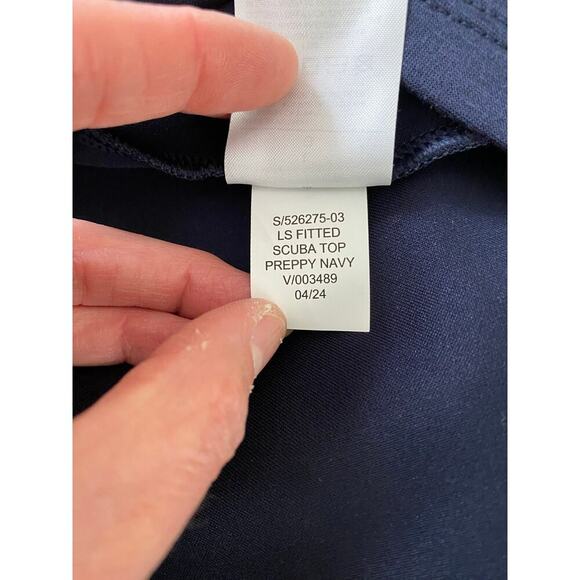 S/526275-03
LS FITTED
SCUBA TOP
PREPPY NAVY
V/003489
04/24